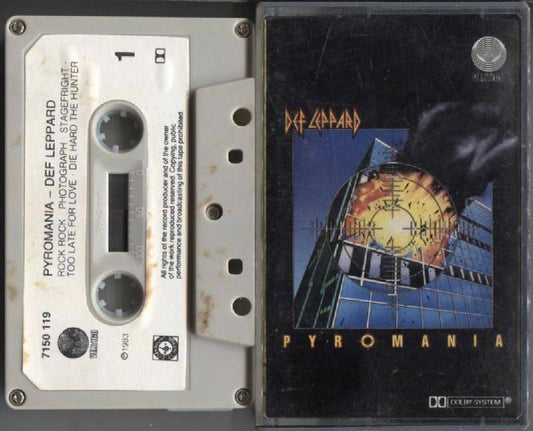 1
PYROMANIA – DEF LEPPARD
ROCK ROCK · PHOTOGRAPH · STAGEFRIGHT ·
TOO LATE FOR LOVE · DIE HARD THE HUNTER
7150 119
VERTIGO
℗1983
All rights of the record producer and of the owner
of the work reproduced reserved. Copying, public
performance and broadcasting of this tape prohibited
DEF LEPPARD
PYROMANIA
DOLBY SYSTEM®